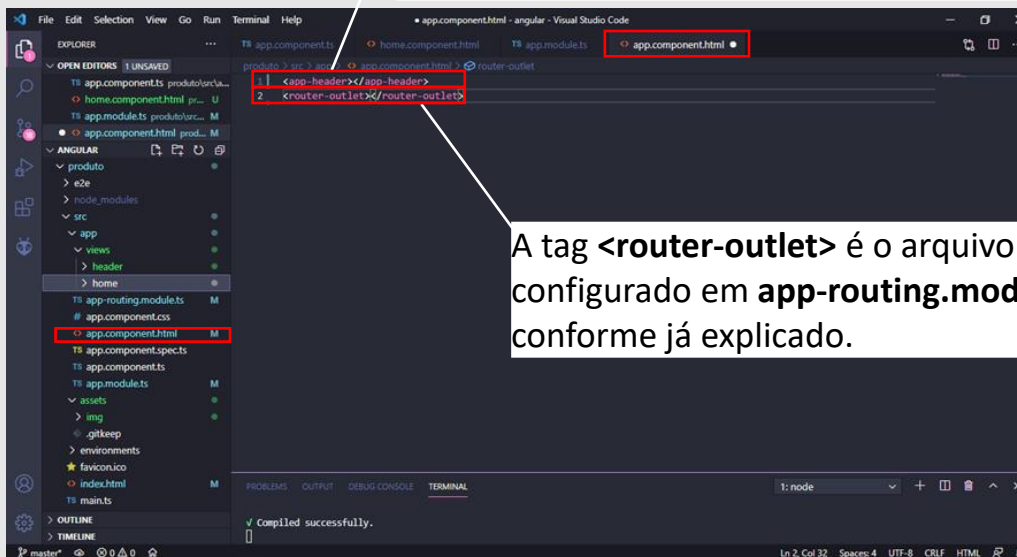 File Edit Selection View Go Run Terminal Help
● app.component.html - angular - Visual Studio Code
EXPLORER
TS app.component.ts <> home.component.html TS app.module.ts <> app.component.html ●
OPEN EDITORS 1 UNSAVED
produto > src > app > <> app.component.html > router-outlet
TS app.component.ts produto\src\a...
<> home.component.html pr... U
TS app.module.ts produto\src... M
● <> app.component.html prod... M
1 <app-header></app-header>
2 <router-outlet></router-outlet>
ANGULAR
produto
> e2e
> node_modules
src
app
views
> header
> home
TS app-routing.module.ts M
# app.component.css
<> app.component.html M
TS app.component.spec.ts
TS app.component.ts
TS app.module.ts M
assets
> img
.gitkeep
> environments
favicon.ico
<> index.html M
TS main.ts
> OUTLINE
> TIMELINE
A tag <router-outlet> é o arquivo
configurado em app-routing.mod
conforme já explicado.
PROBLEMS OUTPUT DEBUG CONSOLE TERMINAL 1: node
√ Compiled successfully.
master* 0 0 0 Ln 2, Col 32 Spaces: 4 UTF-8 CRLF HTML